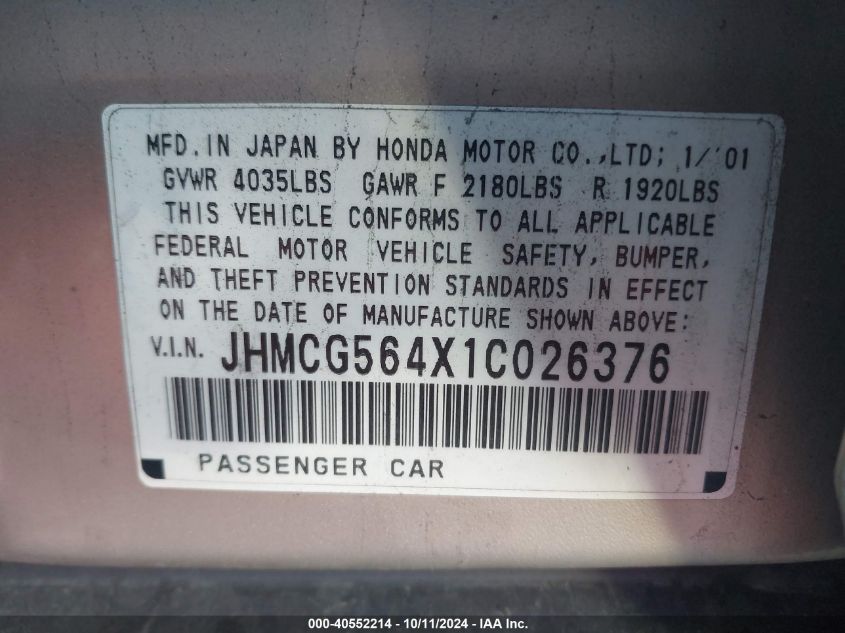 MFD. IN JAPAN BY HONDA MOTOR CO.,LTD; 1/'01
GVWR 4035LBS GAWR F 2180LBS R 1920LBS
THIS VEHICLE CONFORMS TO ALL APPLICABLE
FEDERAL MOTOR VEHICLE SAFETY, BUMPER,
AND THEFT PREVENTION STANDARDS IN EFFECT
ON THE DATE OF MANUFACTURE SHOWN ABOVE:
V.I.N. JHMCG564X1C026376
PASSENGER CAR
000-40552214 - 10/11/2024 - IAA Inc.